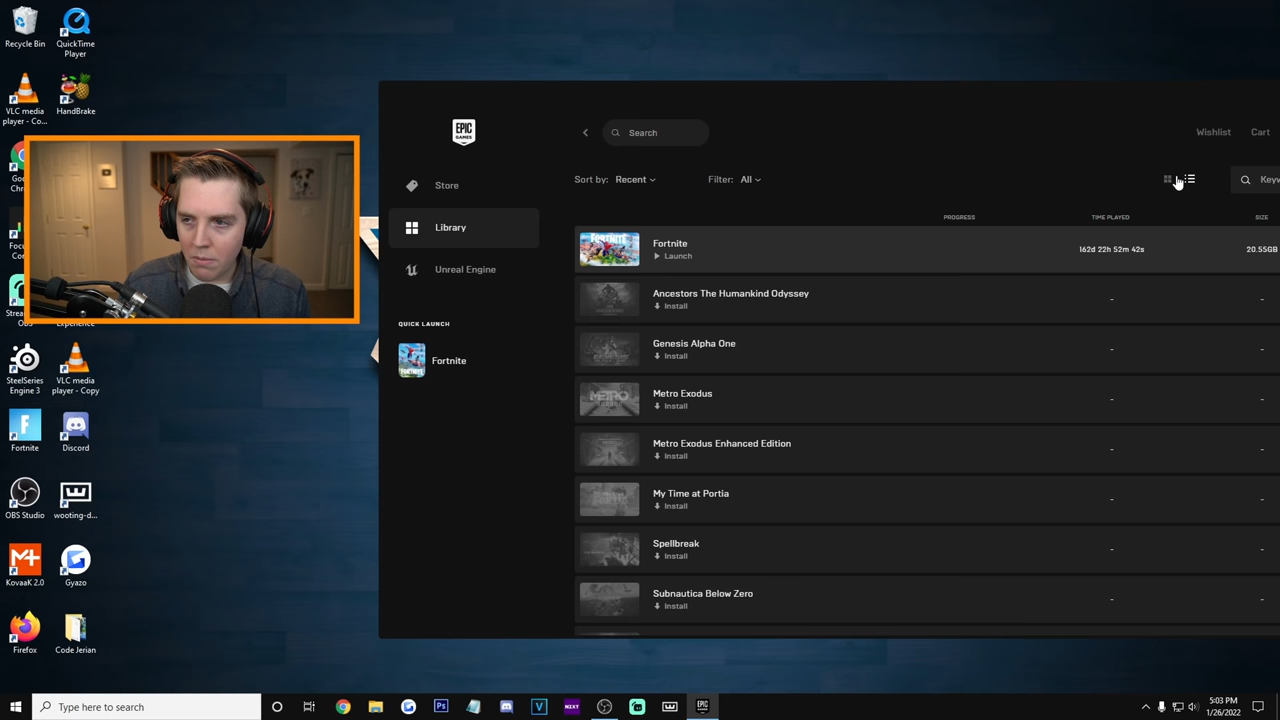 Recycle Bin
QuickTime
Player
VLC media
player - Co...
HandBrake
SteelSeries
Engine 3
VLC media
player - Copy
Fortnite
Discord
OBS Studio
wooting-d...
KovaaK 2.0
Gyazo
Firefox
Code Jerian
EPIC
GAMES
Search
Wishlist
Cart
Store
Library
Unreal Engine
QUICK LAUNCH
Fortnite
Sort by: Recent
Filter: All
PROGRESS
TIME PLAYED
SIZE
Fortnite
Launch
162d 22h 52m 42s
20.55GB
Ancestors The Humankind Odyssey
Install
- -
Genesis Alpha One
Install
- -
Metro Exodus
Install
- -
Metro Exodus Enhanced Edition
Install
- -
My Time at Portia
Install
- -
Spellbreak
Install
- -
Subnautica Below Zero
Install
- -
Type here to search
5:03 PM
1/26/2022